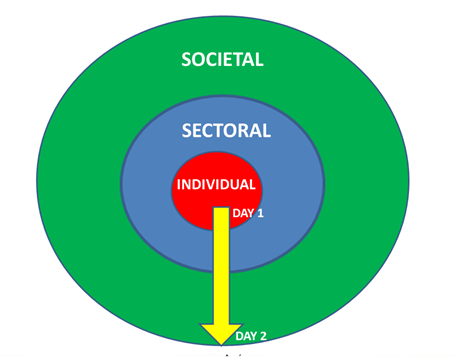 SOCIETAL
SECTORAL
INDIVIDUAL
DAY 1
DAY 2